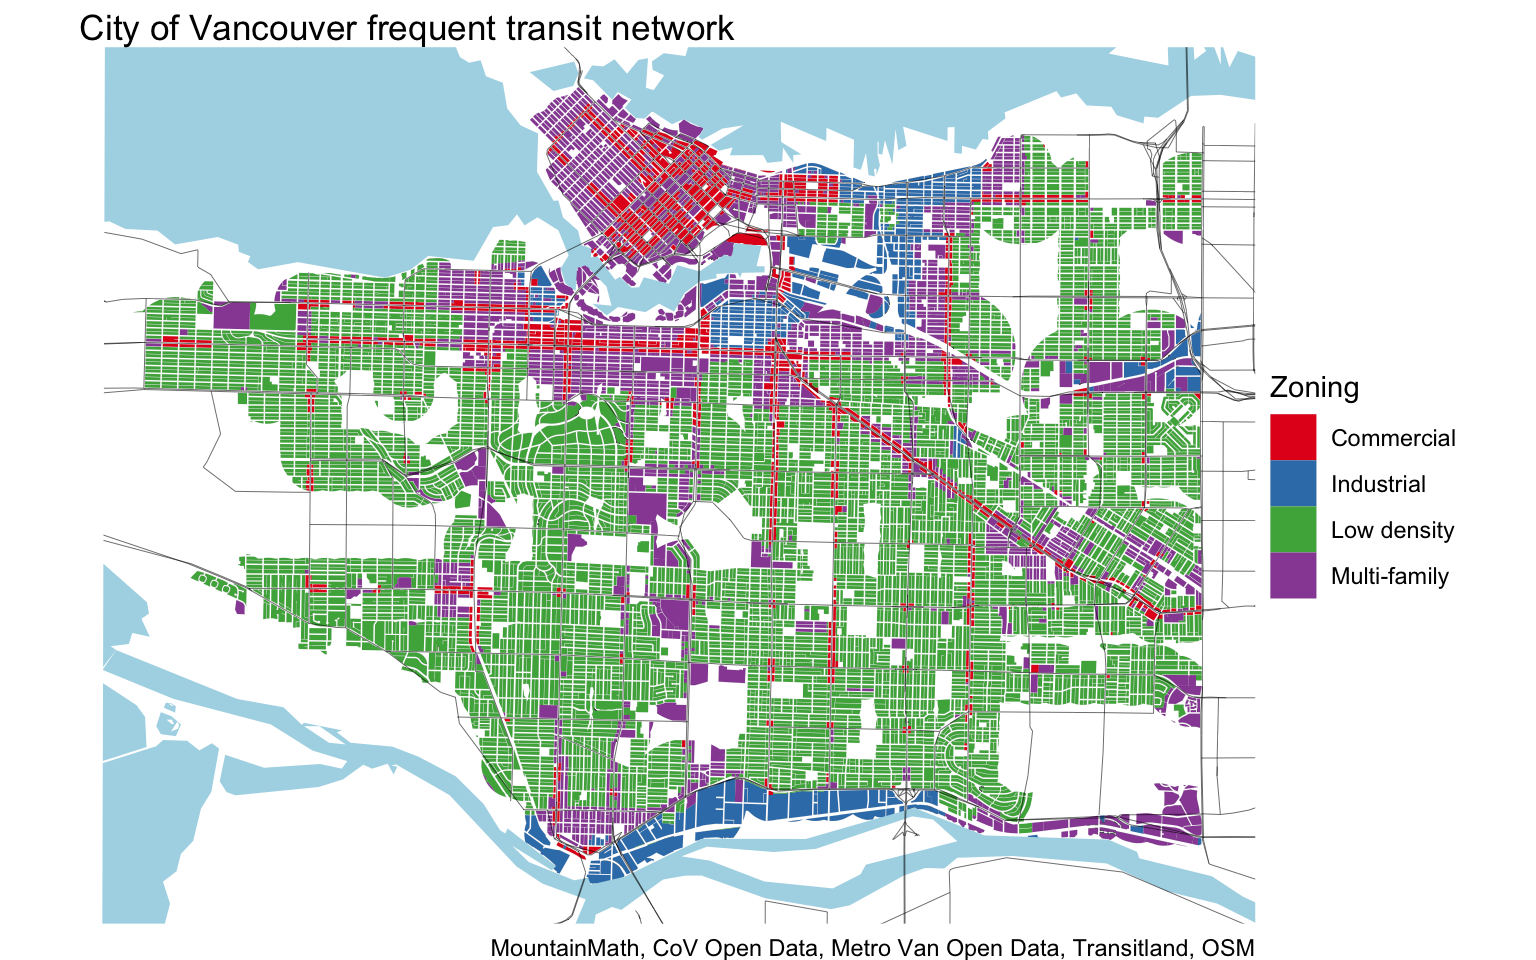 City of Vancouver frequent transit network
Zoning
Commercial
Industrial
Low density
Multi-family
MountainMath, CoV Open Data, Metro Van Open Data, Transitland, OSM